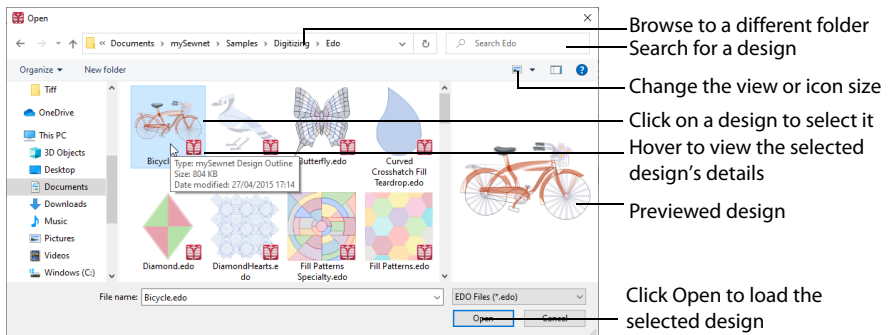 Open
« Documents › mySewnet › Samples › Digitizing › Edo
Search Edo
Organize
New folder
Tiff
OneDrive
This PC
3D Objects
Desktop
Documents
Downloads
Music
Pictures
Videos
Windows (C:)
Type: mySewnet Design Outline
Size: 804 KB
Date modified: 27/04/2015 17:14
Butterfly.edo
Curved
Crosshatch Fill
Teardrop.edo
Diamond.edo
DiamondHearts.e
do
Fill Patterns
Specialty.edo
Fill Patterns.edo
File name:
Bicycle.edo
EDO Files (*.edo)
Open
Cancel
Browse to a different folder
Search for a design
Change the view or icon size
Click on a design to select it
Hover to view the selected
design's details
Previewed design
Click Open to load the
selected design